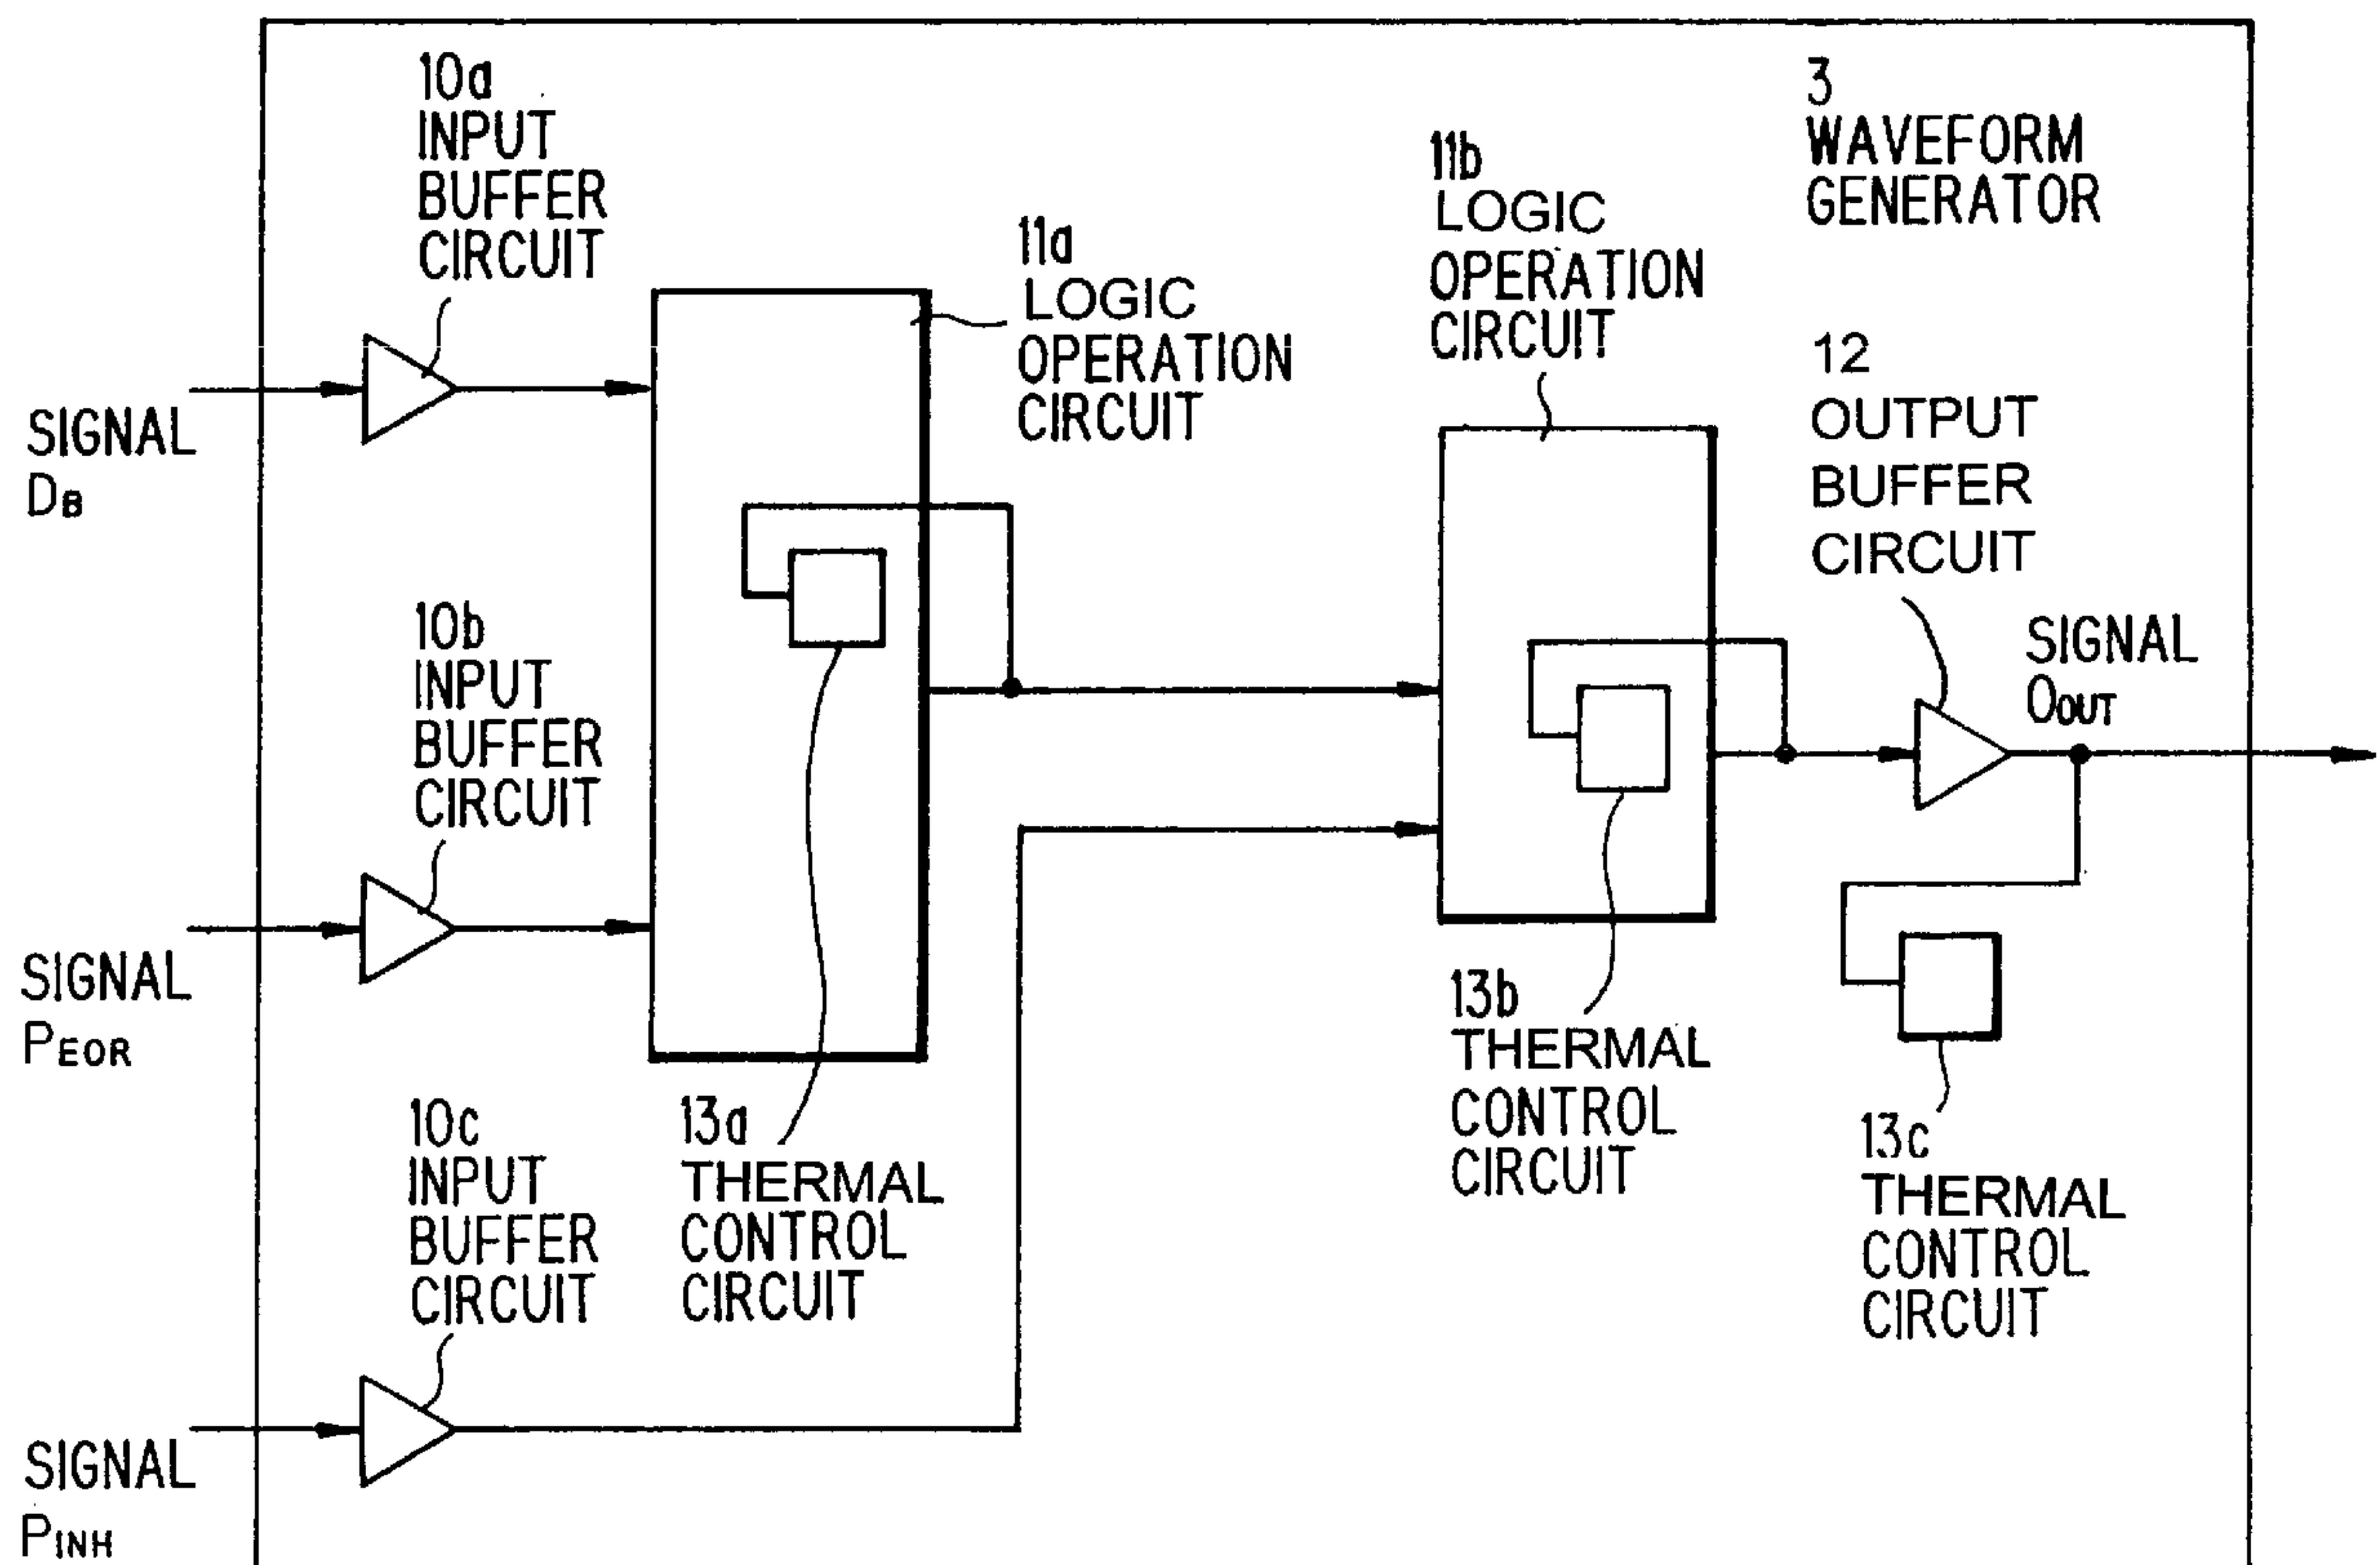 10a
INPUT
BUFFER
CIRCUIT
3
WAVEFORM
GENERATOR
11b
LOGIC
OPERATION
CIRCUIT
11a
LOGIC
OPERATION
CIRCUIT
12
OUTPUT
BUFFER
CIRCUIT
SIGNAL
DB
10b
INPUT
BUFFER
CIRCUIT
SIGNAL
OOUT
SIGNAL
PEOR
13b
THERMAL
CONTROL
CIRCUIT
10c
INPUT
BUFFER
CIRCUIT
13a
THERMAL
CONTROL
CIRCUIT
13c
THERMAL
CONTROL
CIRCUIT
SIGNAL
PINH